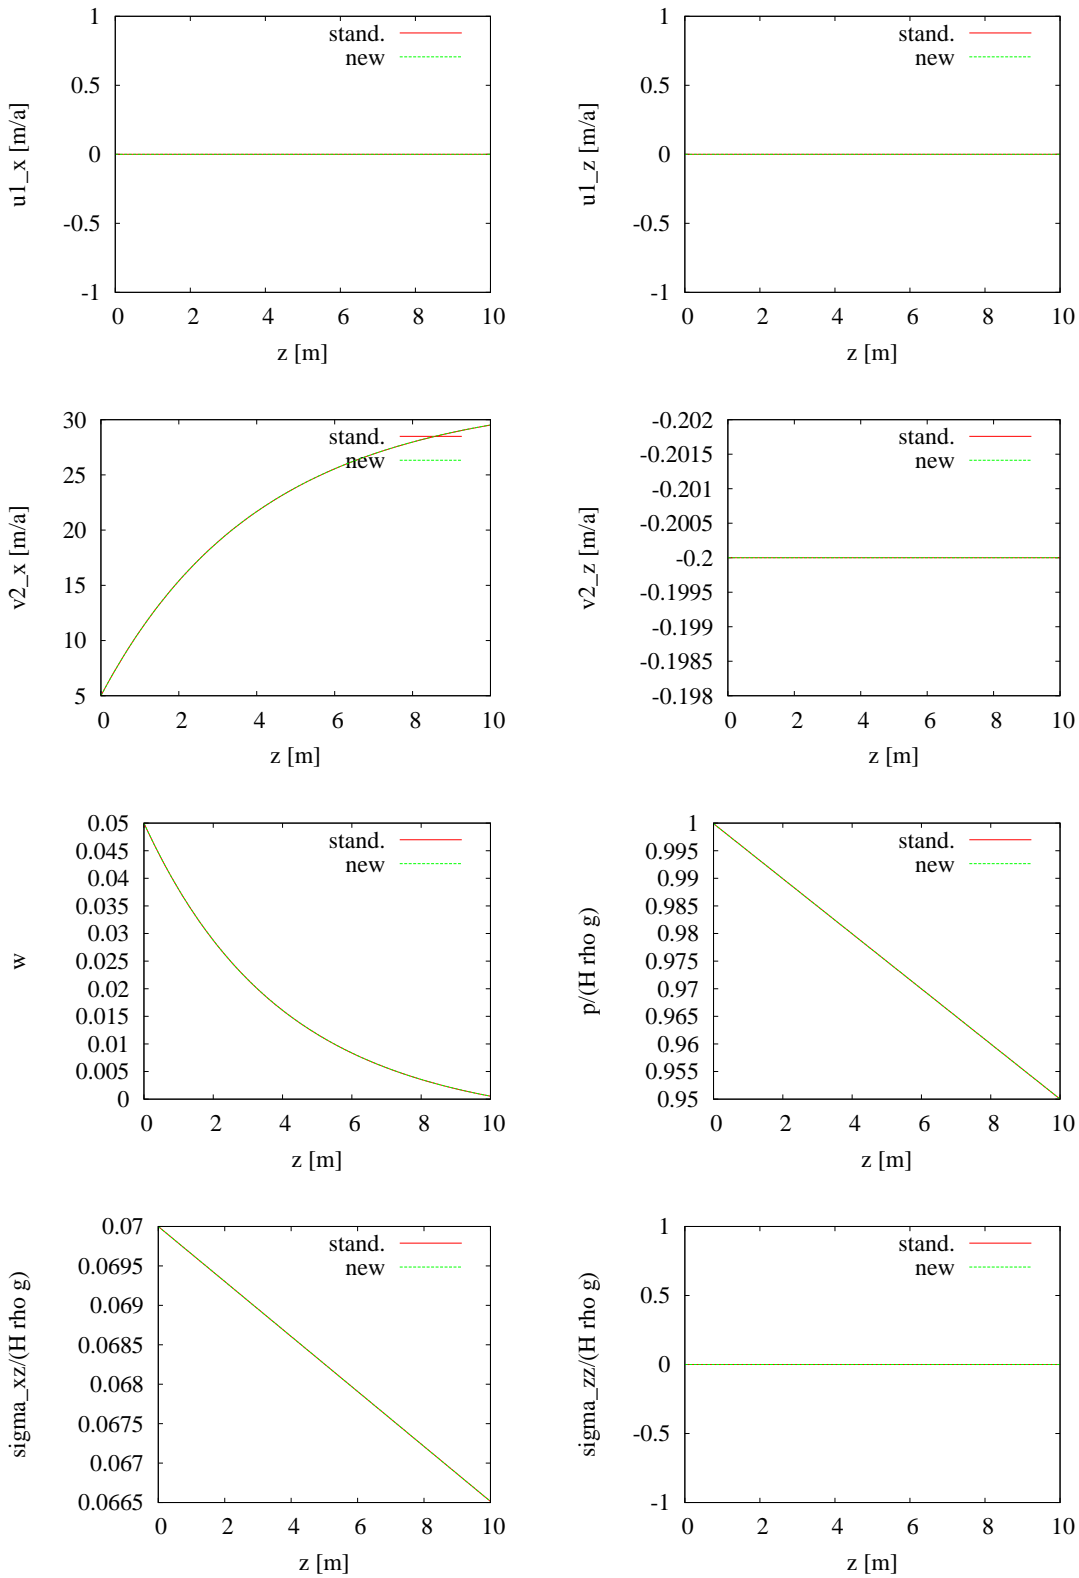 u1_x [m/a]
1
0.5
0
-0.5
-1
stand.
new
0 2 4 6 8 10
z [m]
u1_z [m/a]
1
0.5
0
-0.5
-1
stand.
new
0 2 4 6 8 10
z [m]
v2_x [m/a]
30
25
20
15
10
5
stand.
new
0 2 4 6 8 10
z [m]
v2_z [m/a]
-0.202
-0.2015
-0.201
-0.2005
-0.2
-0.1995
-0.199
-0.1985
-0.198
stand.
new
0 2 4 6 8 10
z [m]
w
0.05
0.045
0.04
0.035
0.03
0.025
0.02
0.015
0.01
0.005
0
stand.
new
0 2 4 6 8 10
z [m]
p/(H rho g)
1
0.995
0.99
0.985
0.98
0.975
0.97
0.965
0.96
0.955
0.95
stand.
new
0 2 4 6 8 10
z [m]
sigma_xz/(H rho g)
0.07
0.0695
0.069
0.0685
0.068
0.0675
0.067
0.0665
stand.
new
0 2 4 6 8 10
z [m]
sigma_zz/(H rho g)
1
0.5
0
-0.5
-1
stand.
new
0 2 4 6 8 10
z [m]